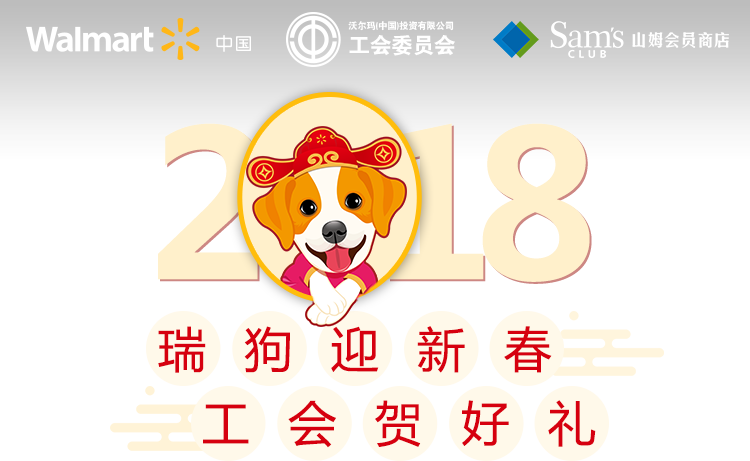 Walmart 中国
沃尔玛(中国)投资有限公司
工会委员会
Sam's CLUB 山姆会员商店
2018
瑞狗迎新春
工会贺好礼